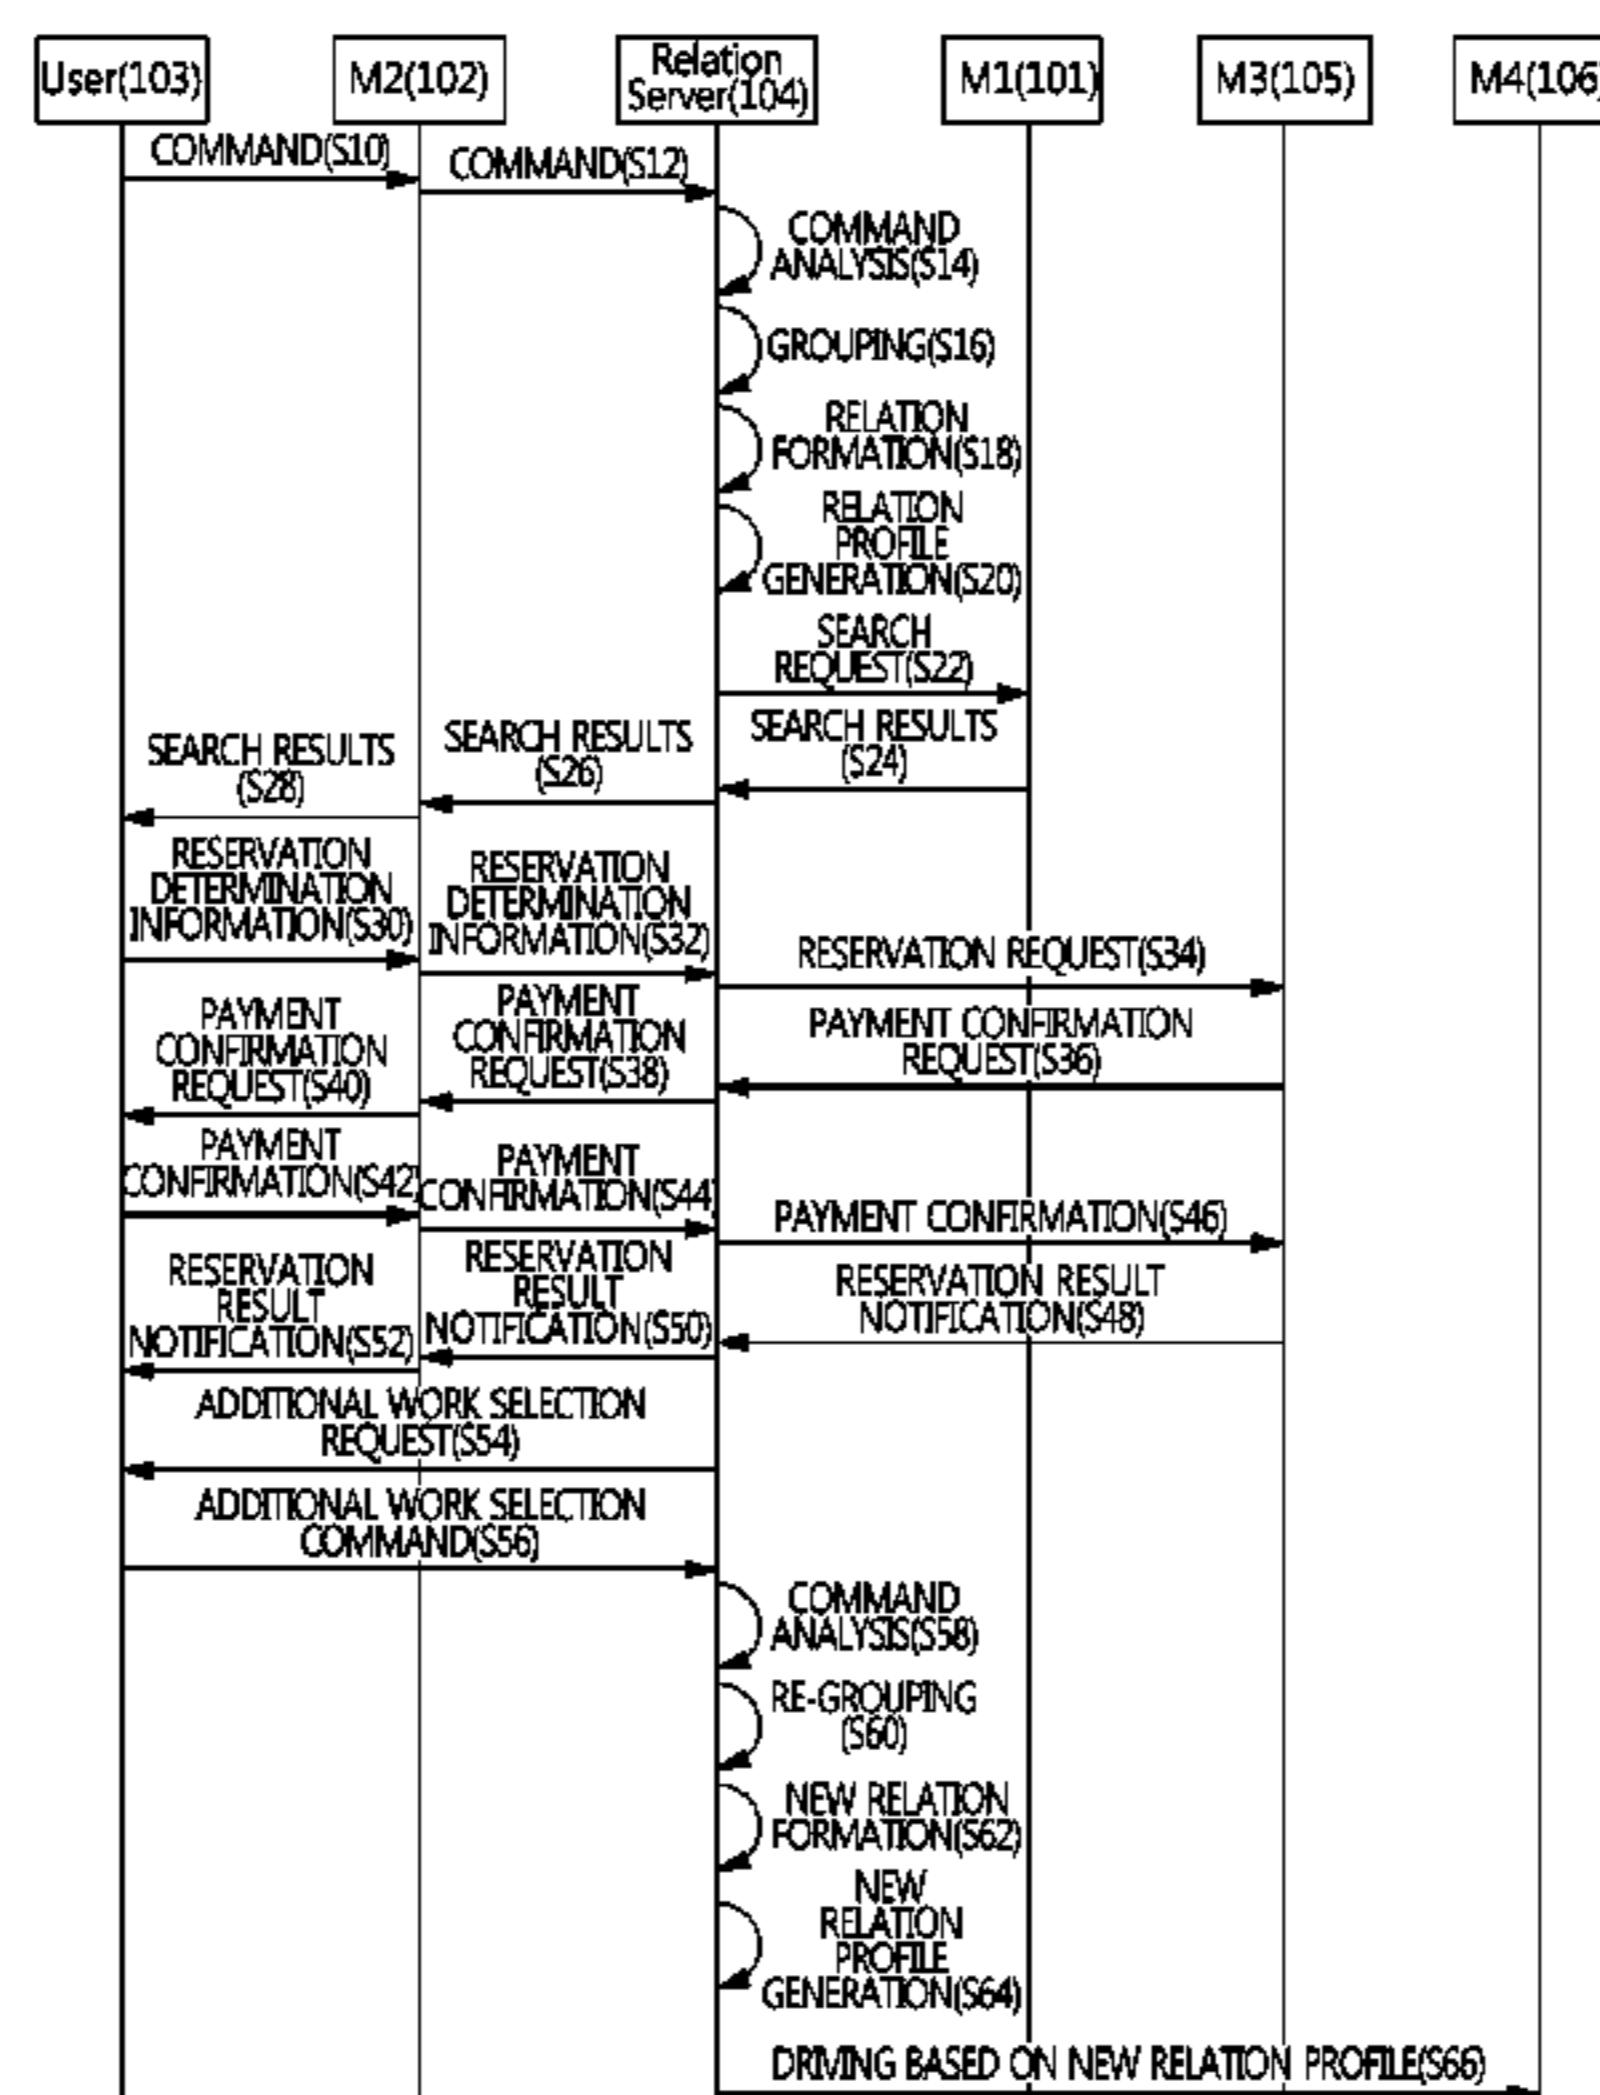 User(103)
M2(102)
Relation
Server(104)
M1(101)
M3(105)
M4(106)
COMMAND(S10)
COMMAND(S12)
COMMAND
ANALYSIS(S14)
GROUPING(S16)
RELATION
FORMATION(S18)
RELATION
PROFILE
GENERATION(S20)
SEARCH
REQUEST(S22)
SEARCH RESULTS
(S24)
SEARCH RESULTS
(S26)
SEARCH RESULTS
(S28)
RESERVATION
DETERMINATION
INFORMATION(S30)
RESERVATION
DETERMINATION
INFORMATION(S32)
RESERVATION REQUEST(S34)
PAYMENT CONFIRMATION
REQUEST(S36)
PAYMENT
CONFIRMATION
REQUEST(S38)
PAYMENT
CONFIRMATION
REQUEST(S40)
PAYMENT
CONFIRMATION(S42)
PAYMENT
CONFIRMATION(S44)
PAYMENT CONFIRMATION(S46)
RESERVATION RESULT
NOTIFICATION(S48)
RESERVATION
RESULT
NOTIFICATION(S50)
RESERVATION
RESULT
NOTIFICATION(S52)
ADDITIONAL WORK SELECTION
REQUEST(S54)
ADDITIONAL WORK SELECTION
COMMAND(S56)
COMMAND
ANALYSIS(S58)
RE-GROUPING
(S60)
NEW RELATION
FORMATION(S62)
NEW
RELATION
PROFILE
GENERATION(S64)
DRIVING BASED ON NEW RELATION PROFILE(S66)